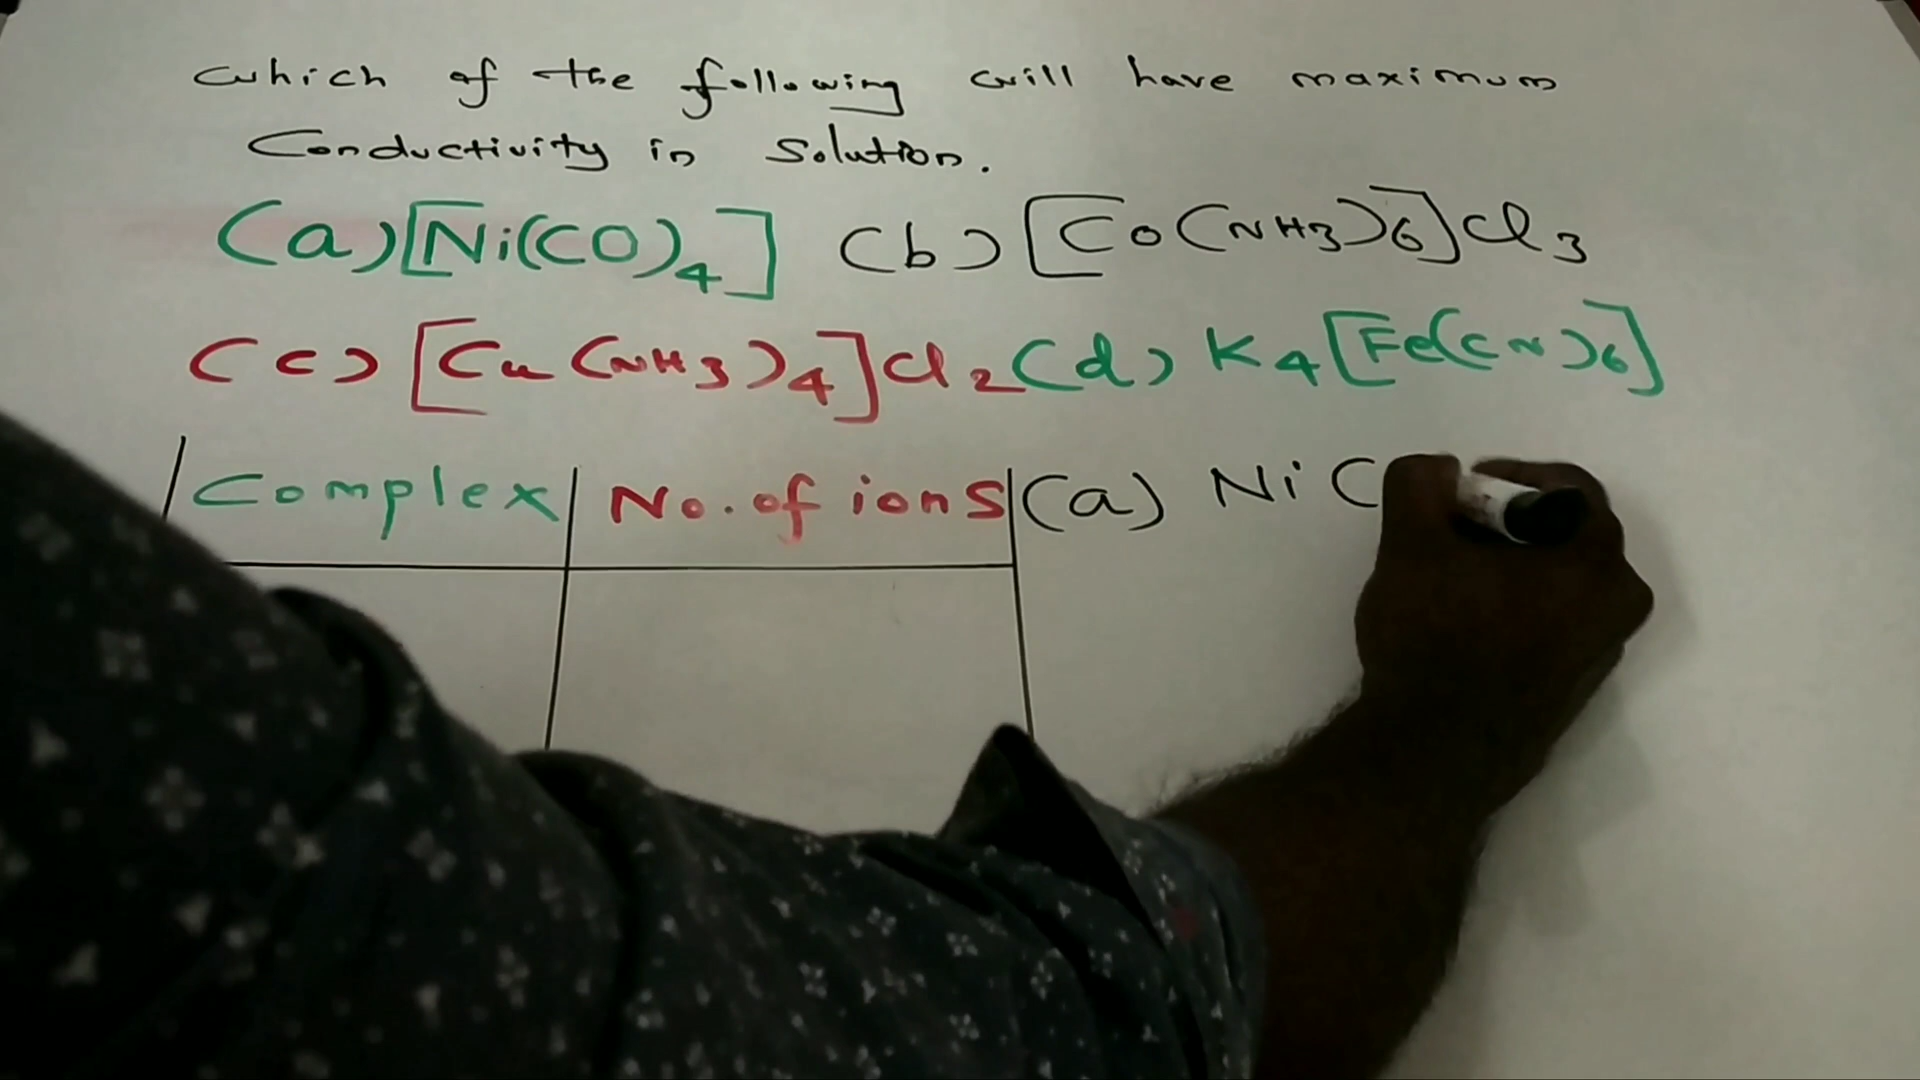 which of the following will have maximum
Conductivity in Solution.
(a) [Ni(CO)4] (b) [Co(NH3)6]Cl3
(c) [Cu(NH3)4]Cl2 (d) K4[Fe(CN)6]
Complex No. of ions (a) Ni C